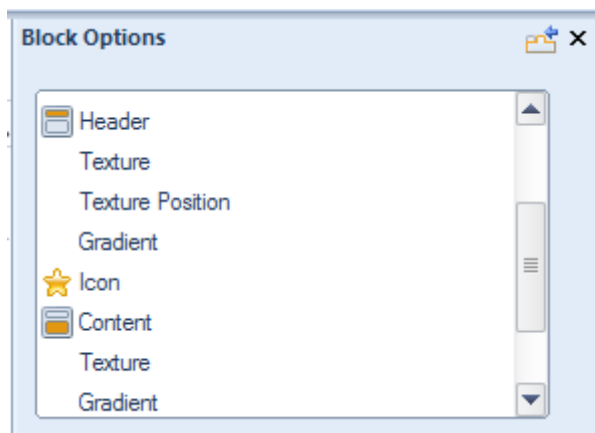 Block Options
Header
Texture
Texture Position
Gradient
Icon
Content
Texture
Gradient